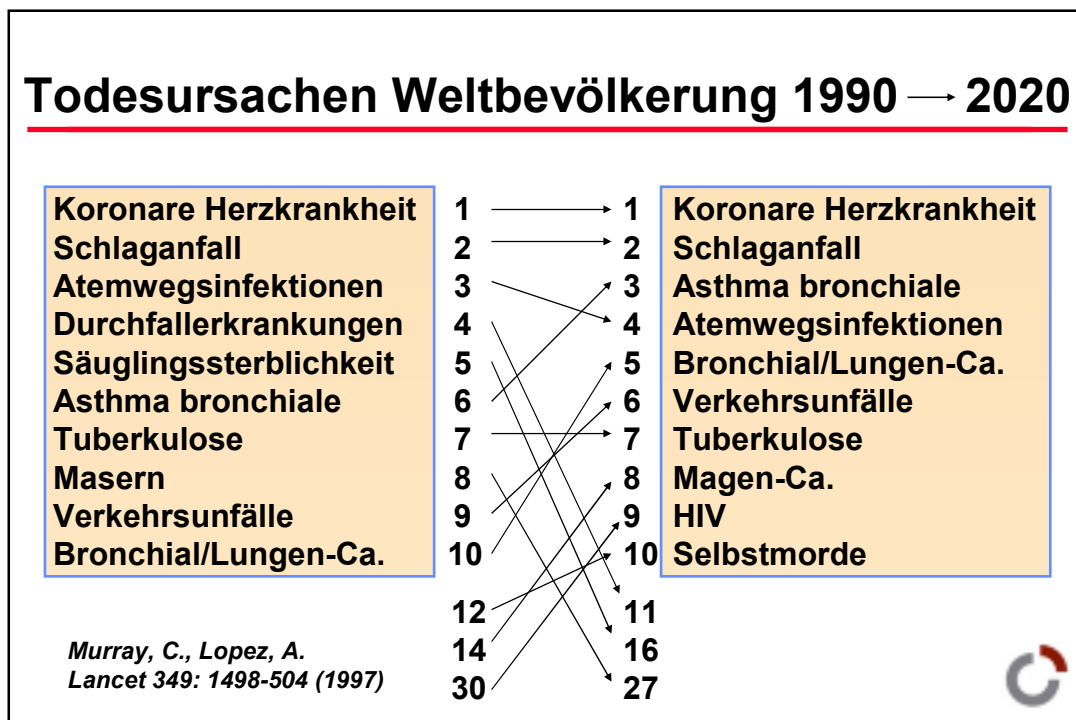 Todesursachen Weltbevölkerung 1990 → 2020
Koronare Herzkrankheit 1 → 1 Koronare Herzkrankheit
Schlaganfall 2 → 2 Schlaganfall
Atemwegsinfektionen 3 3 Asthma bronchiale
Durchfallerkrankungen 4 4 Atemwegsinfektionen
Säuglingssterblichkeit 5 5 Bronchial/Lungen-Ca.
Asthma bronchiale 6 6 Verkehrsunfälle
Tuberkulose 7 → 7 Tuberkulose
Masern 8 8 Magen-Ca.
Verkehrsunfälle 9 9 HIV
Bronchial/Lungen-Ca. 10 10 Selbstmorde
12 11
14 16
30 27
Murray, C., Lopez, A.
Lancet 349: 1498-504 (1997)